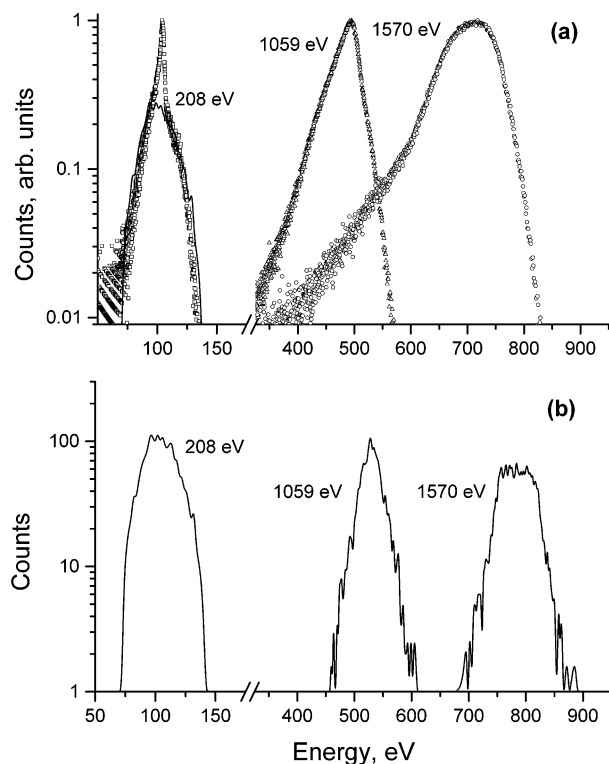 (a)
1
1059 eV
1570 eV
208 eV
0.1
0.01
Counts, arb. units
100 150 400 500 600 700 800 900
(b)
100
208 eV
1059 eV
1570 eV
10
1
Counts
50 100 150 400 500 600 700 800 900
Energy, eV